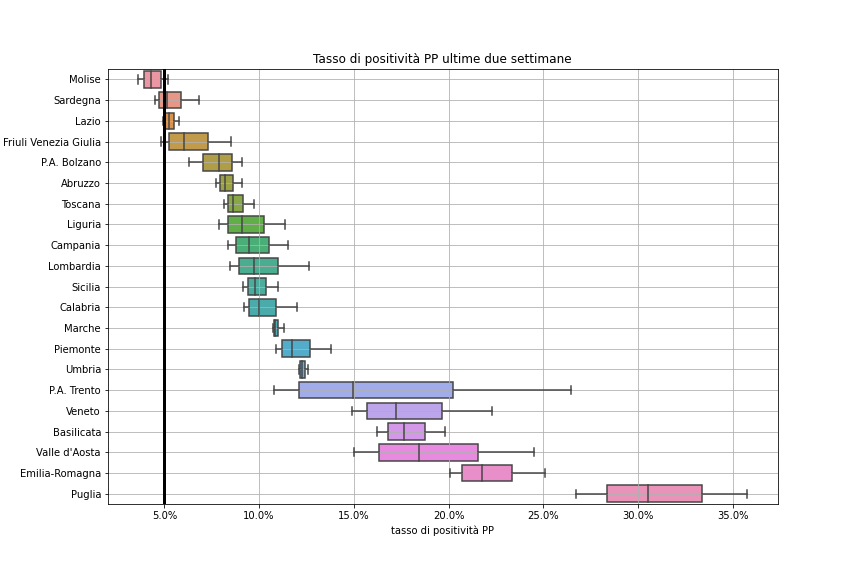 Tasso di positività PP ultime due settimane
Molise
Sardegna
Lazio
Friuli Venezia Giulia
P.A. Bolzano
Abruzzo
Toscana
Liguria
Campania
Lombardia
Sicilia
Calabria
Marche
Piemonte
Umbria
P.A. Trento
Veneto
Basilicata
Valle d'Aosta
Emilia-Romagna
Puglia
5.0% 10.0% 15.0% 20.0% 25.0% 30.0% 35.0%
tasso di positività PP